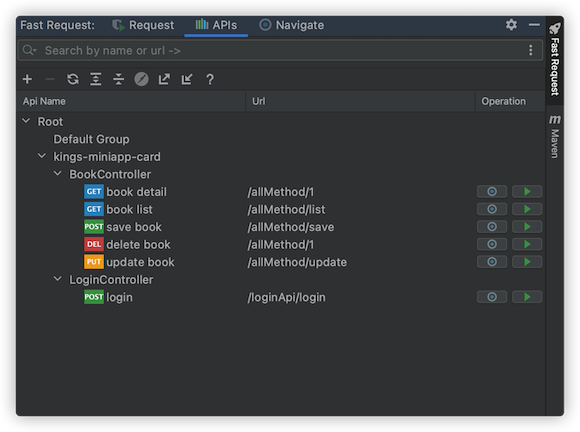 Fast Request: Request APIs Navigate
Search by name or url ->
Api Name Url Operation
Root
Default Group
kings-miniapp-card
BookController
GET book detail /allMethod/1
GET book list /allMethod/list
POST save book /allMethod/save
DEL delete book /allMethod/1
PUT update book /allMethod/update
LoginController
POST login /loginApi/login
Fast Request
m Maven